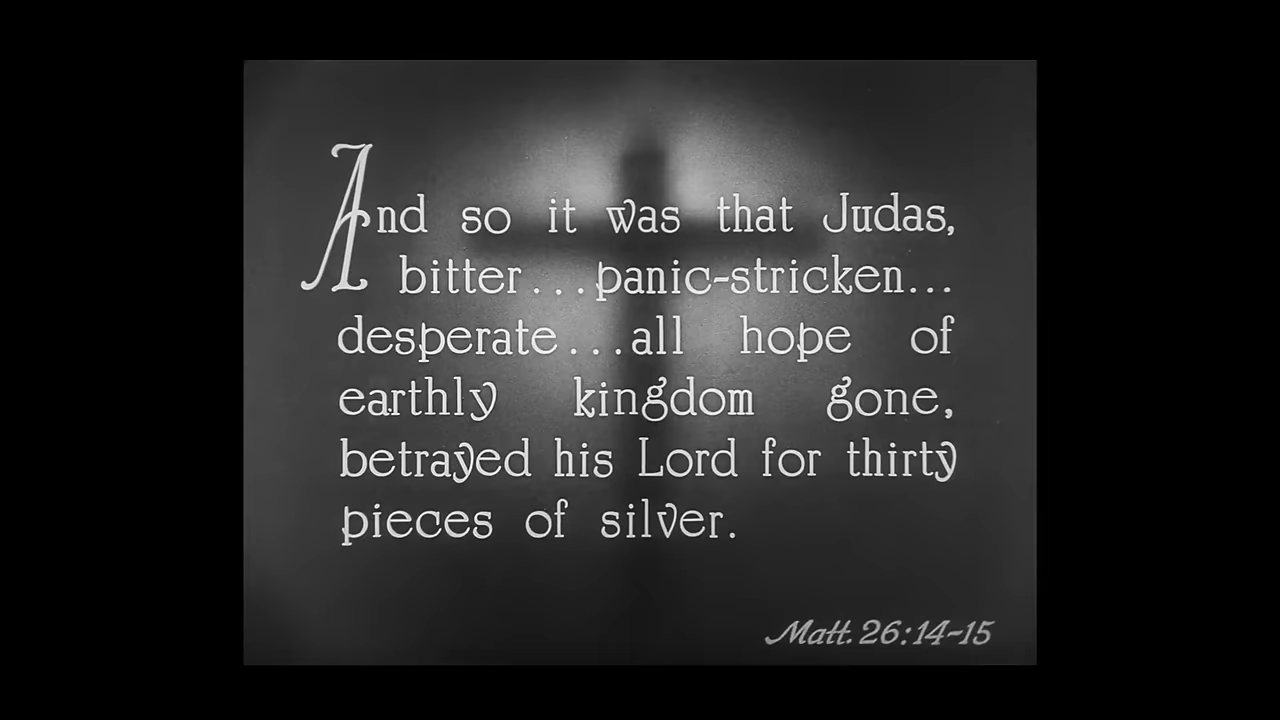 And so it was that Judas,
bitter...panic-stricken...
desperate...all hope of
earthly kingdom gone,
betrayed his Lord for thirty
pieces of silver.
Matt. 26:14-15